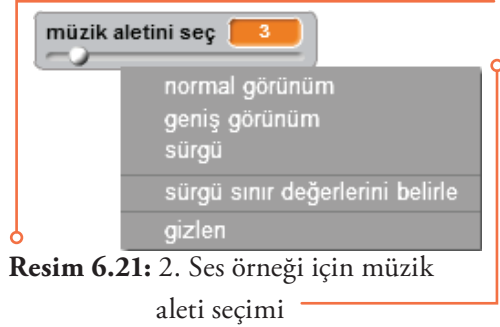 müzik aletini seç 3
normal görünüm
geniş görünüm
sürgü
sürgü sınır değerlerini belirle
gizlen
Resim 6.21: 2. Ses örneği için müzik
aleti seçimi